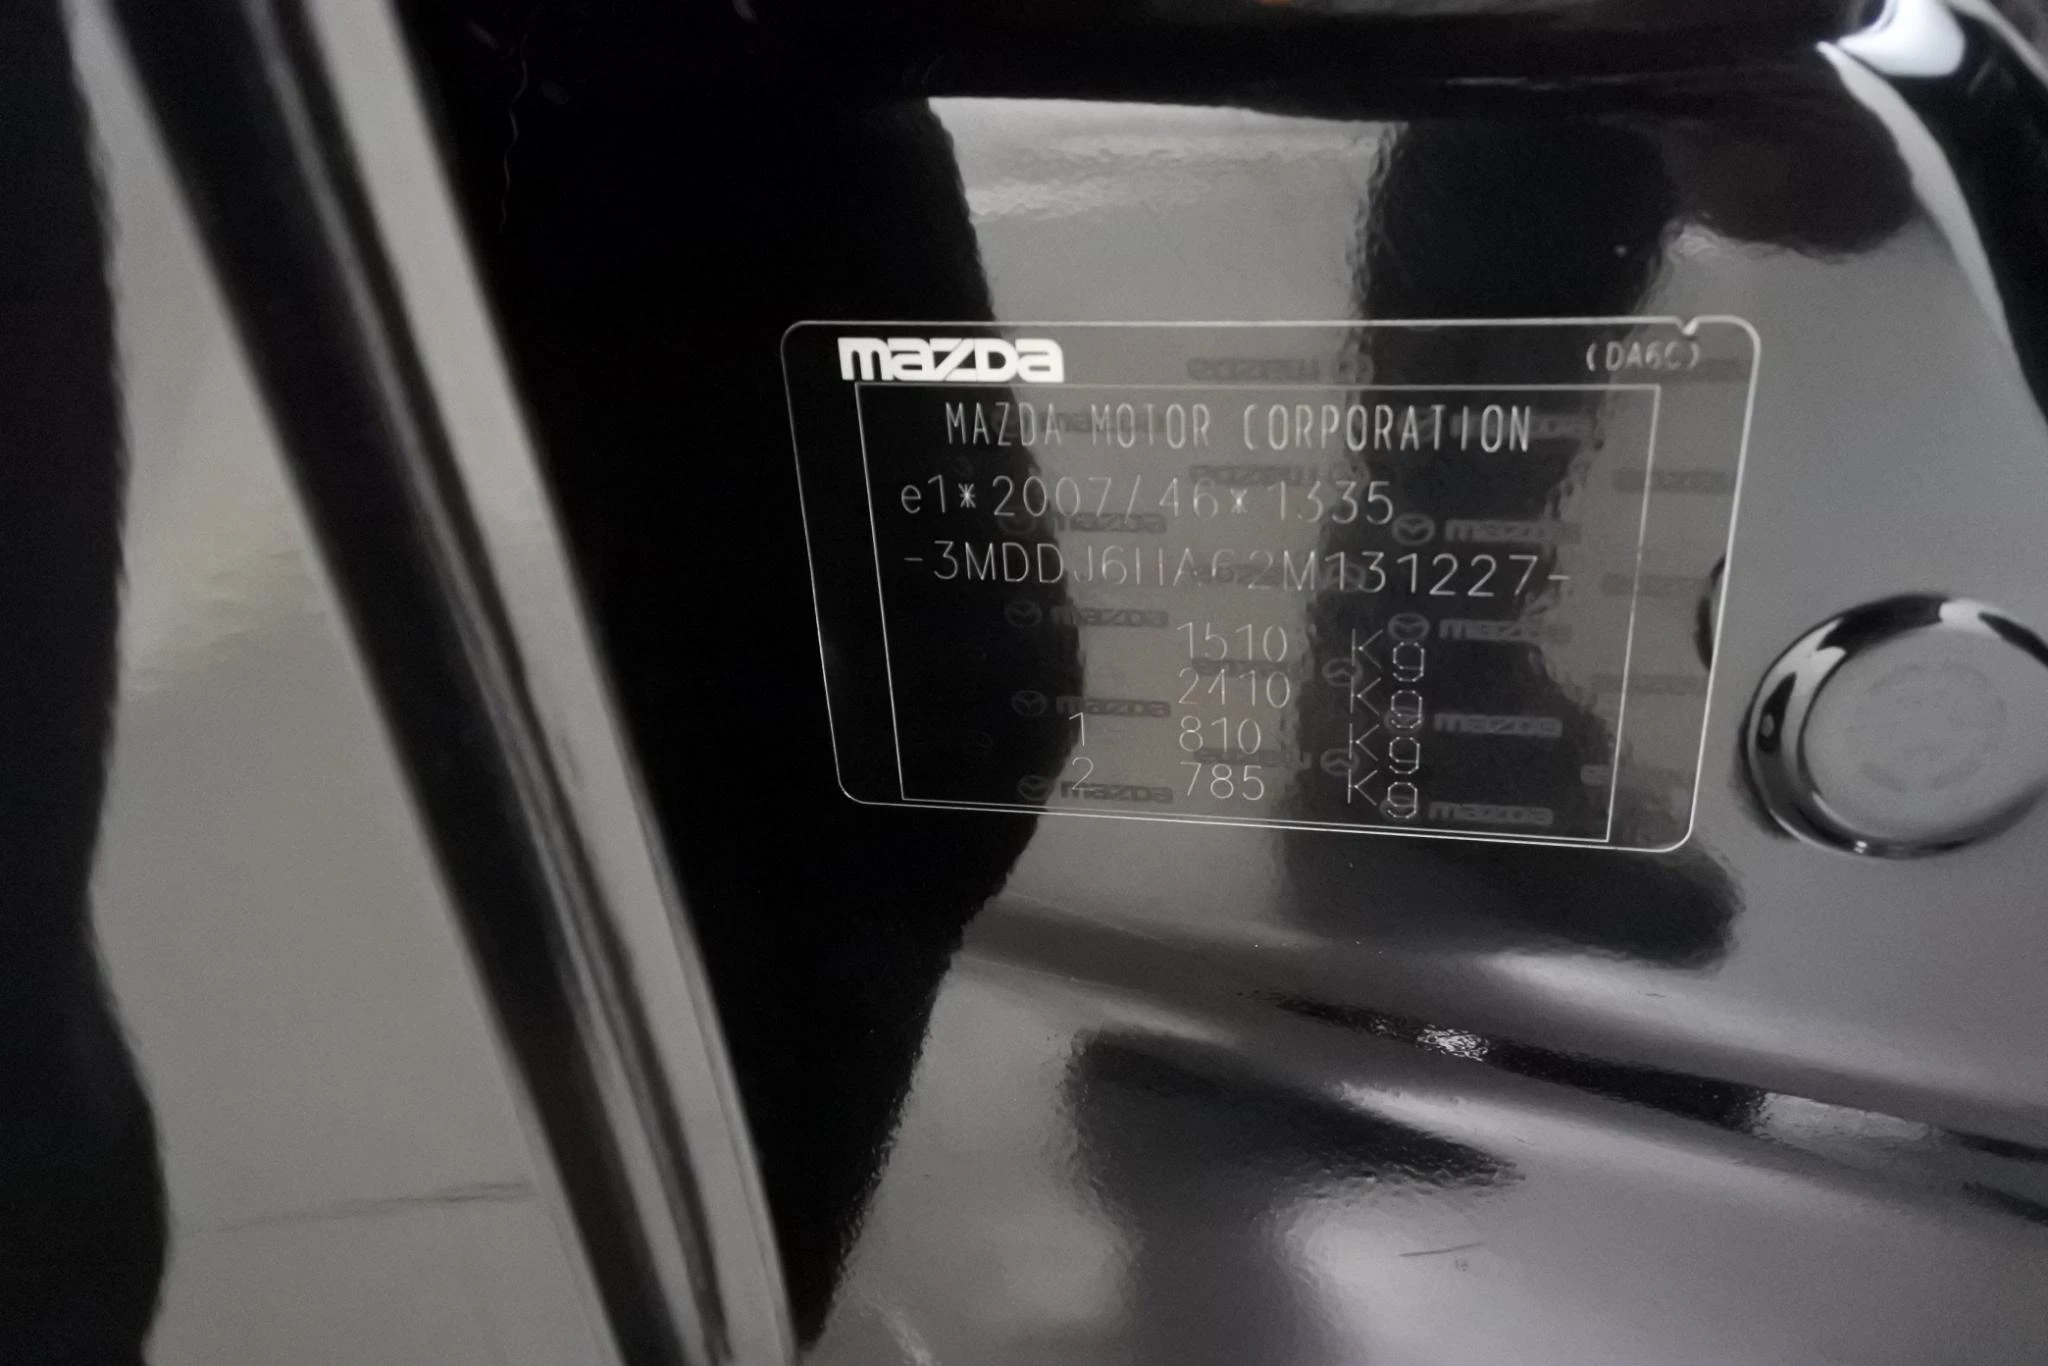 mazda (DA6C)
MAZDA MOTOR CORPORATION
e1*2007/46*1335
-3MDDJ6HA62M131227-
1510 Kg
2410 Kg
1 810 Kg
2 785 Kg